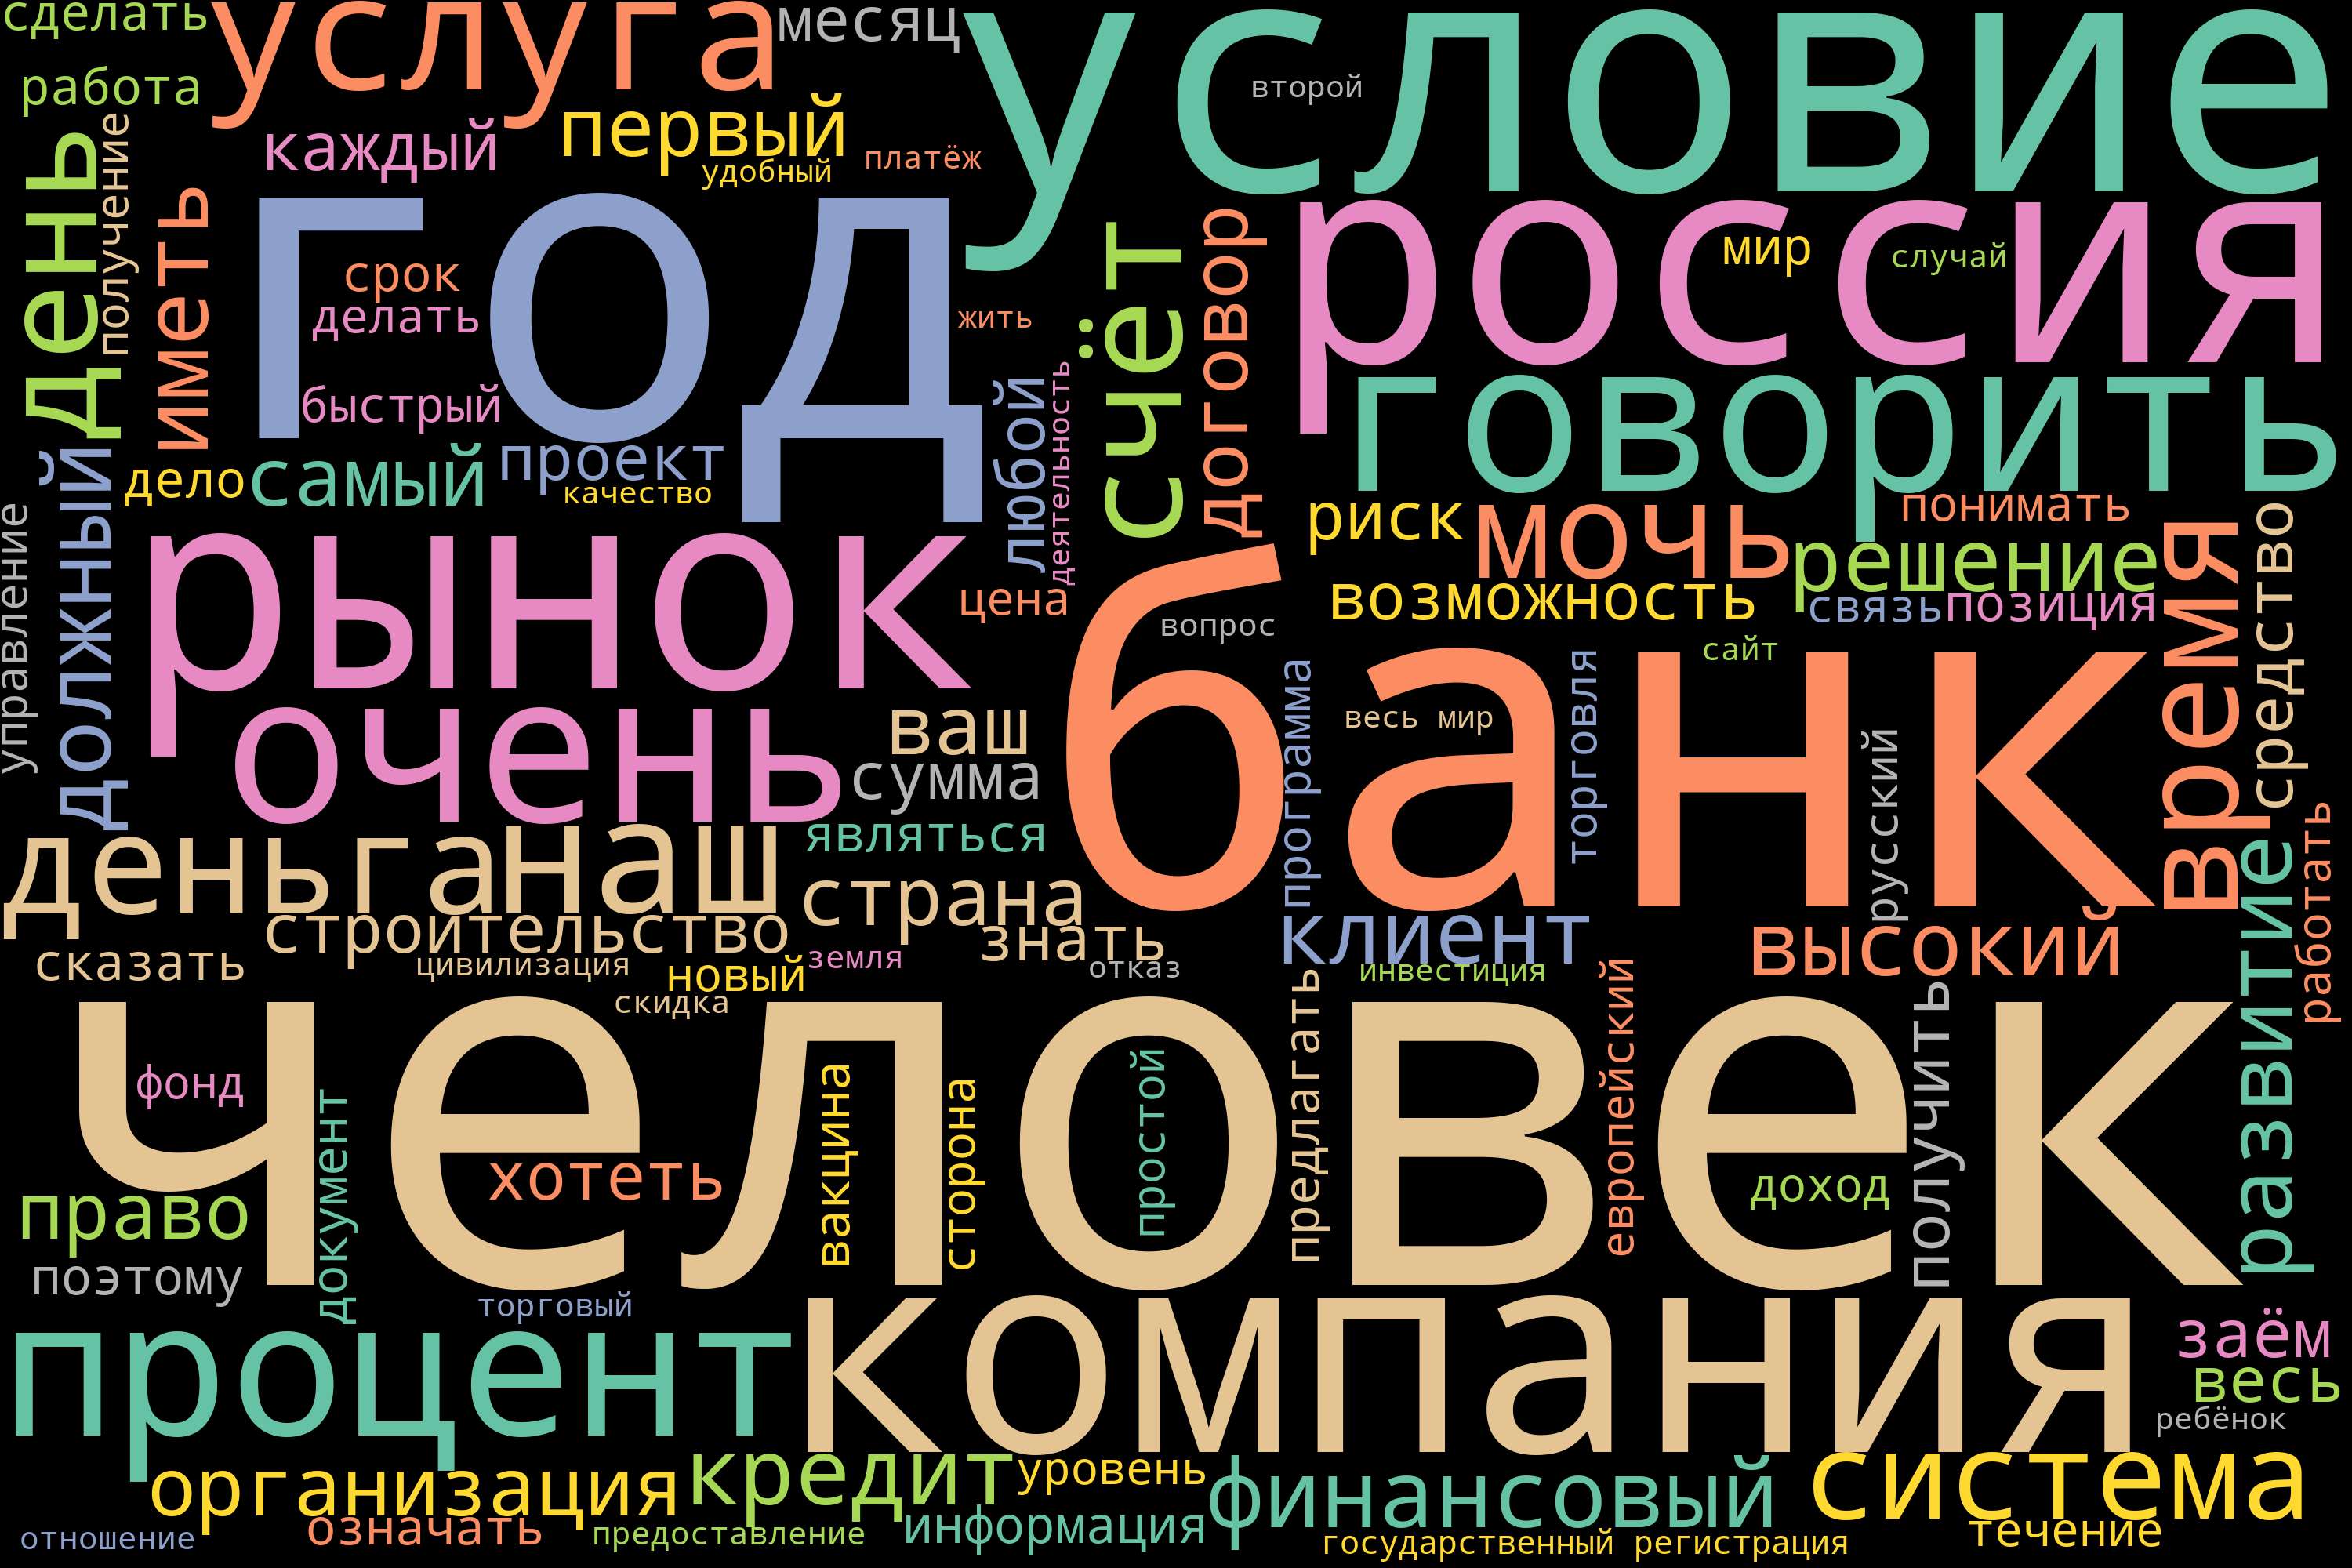 сделать
услуга
месяц
условие
работа
второй
первый
каждый
платёж
удобный
день
получение
иметь
год
россия
мир
случай
счёт
договор
срок
делать
жить
быстрый
говорить
любой
деятельность
самый
проект
дело
качество
должный
управление
рынок
риск
мочь
понимать
решение
время
средство
возможность
связь
позиция
цена
банк
вопрос
сайт
очень
ваш
сумма
программа
весь мир
торговля
русский
деньга
наш
являться
страна
строительство
знать
клиент
высокий
развитие
работать
сказать
цивилизация
новый
земля
отказ
инвестиция
скидка
человек
фонд
документ
хотеть
вакцина
сторона
простой
предлагать
европейский
доход
получить
право
поэтому
торговый
процент
компания
заём
весь
ребёнок
организация
кредит
уровень
финансовый
система
отношение
означать
предоставление
информация
государственный регистрация
течение